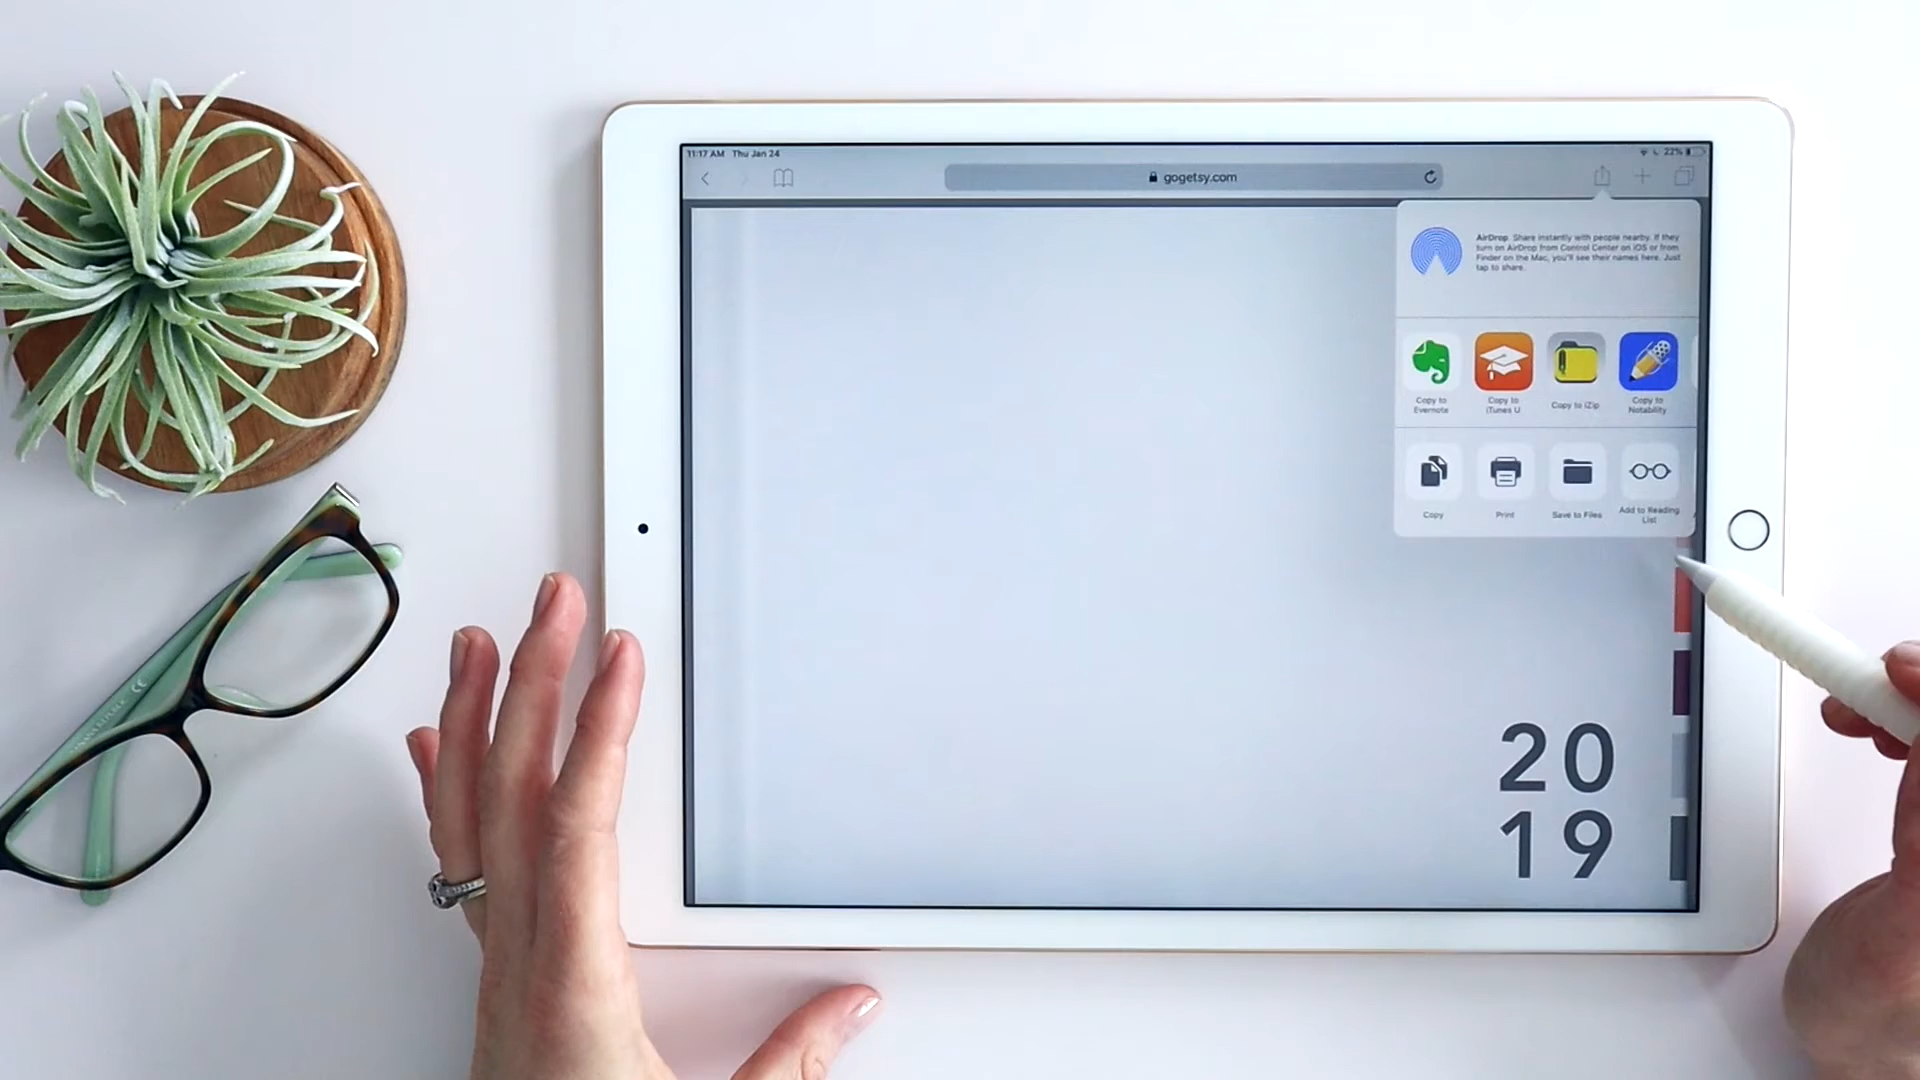 11:17 AM Thu Jan 24
22%
gogetsy.com
AirDrop. Share instantly with people nearby. If they
turn on AirDrop from Control Center on iOS or from
Finder on the Mac, you'll see their names here. Just
tap to share.
Copy to
Evernote
Copy to
iTunes U
Copy to iZip
Copy to
Notability
Copy
Print
Save to Files
Add to Reading
List
20
19
CE